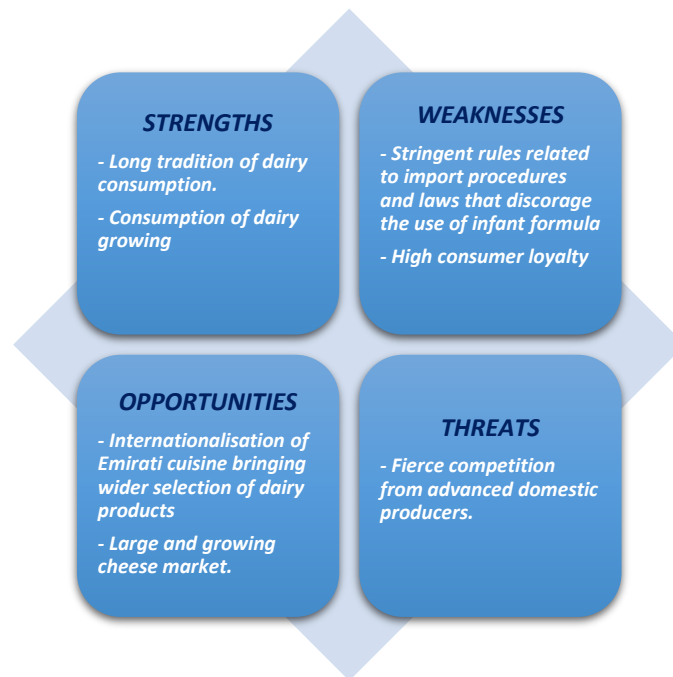 STRENGTHS
- Long tradition of dairy
consumption.
- Consumption of dairy
growing
WEAKNESSES
- Stringent rules related
to import procedures
and laws that discorage
the use of infant formula
- High consumer loyalty
OPPORTUNITIES
- Internationalisation of
Emirati cuisine bringing
wider selection of dairy
products
- Large and growing
cheese market.
THREATS
- Fierce competition
from advanced domestic
producers.